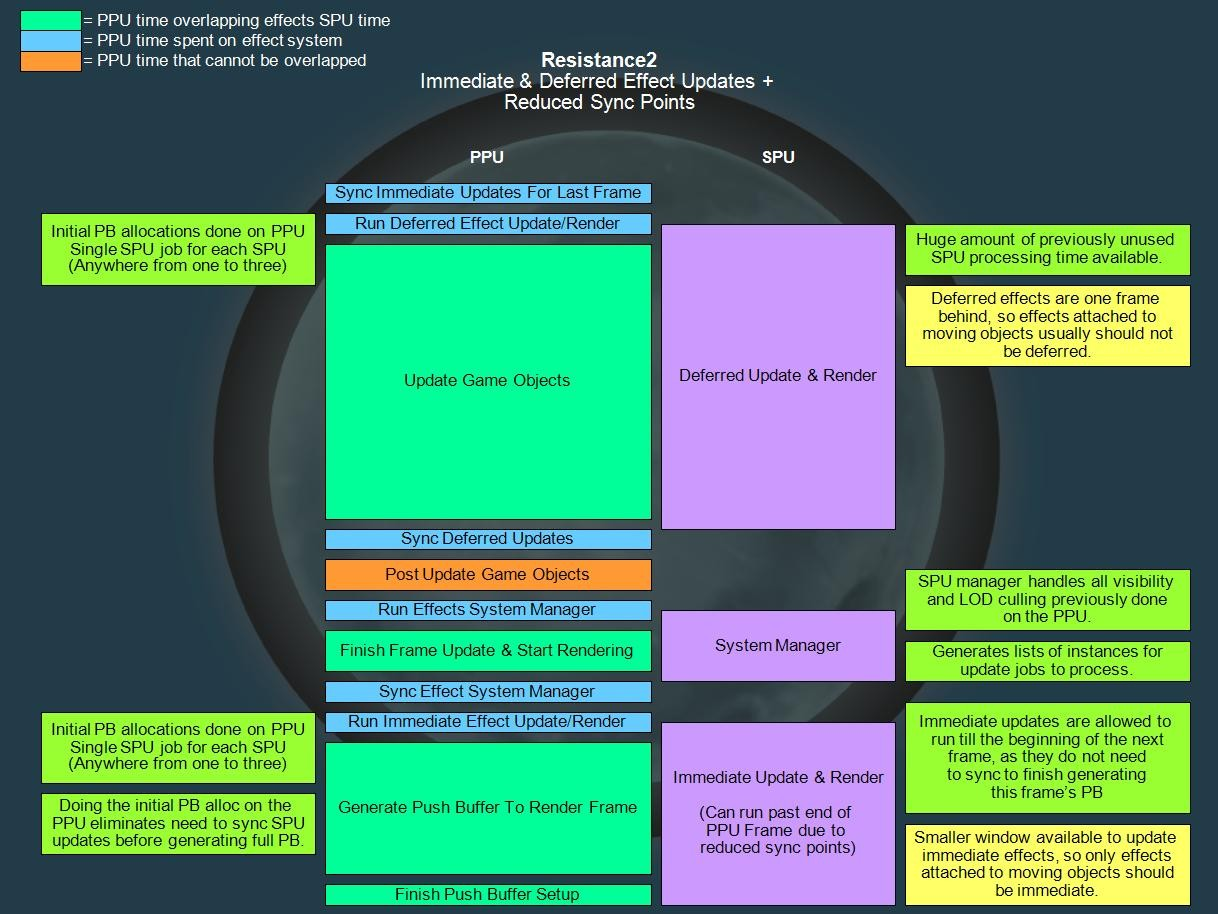 = PPU time overlapping effects SPU time
= PPU time spent on effect system
= PPU time that cannot be overlapped
Resistance2
Immediate & Deferred Effect Updates +
Reduced Sync Points
PPU
SPU
Sync Immediate Updates For Last Frame
Run Deferred Effect Update/Render
Initial PB allocations done on PPU
Single SPU job for each SPU
(Anywhere from one to three)
Update Game Objects
Deferred Update & Render
Huge amount of previously unused
SPU processing time available.
Deferred effects are one frame
behind, so effects attached to
moving objects usually should not
be deferred.
Sync Deferred Updates
Post Update Game Objects
Run Effects System Manager
Finish Frame Update & Start Rendering
System Manager
SPU manager handles all visibility
and LOD culling previously done
on the PPU.
Generates lists of instances for
update jobs to process.
Sync Effect System Manager
Run Immediate Effect Update/Render
Initial PB allocations done on PPU
Single SPU job for each SPU
(Anywhere from one to three)
Doing the initial PB alloc on the
PPU eliminates need to sync SPU
updates before generating full PB.
Generate Push Buffer To Render Frame
Finish Push Buffer Setup
Immediate Update & Render
(Can run past end of
PPU Frame due to
reduced sync points)
Immediate updates are allowed to
run till the beginning of the next
frame, as they do not need
to sync to finish generating
this frame's PB
Smaller window available to update
immediate effects, so only effects
attached to moving objects should
be immediate.